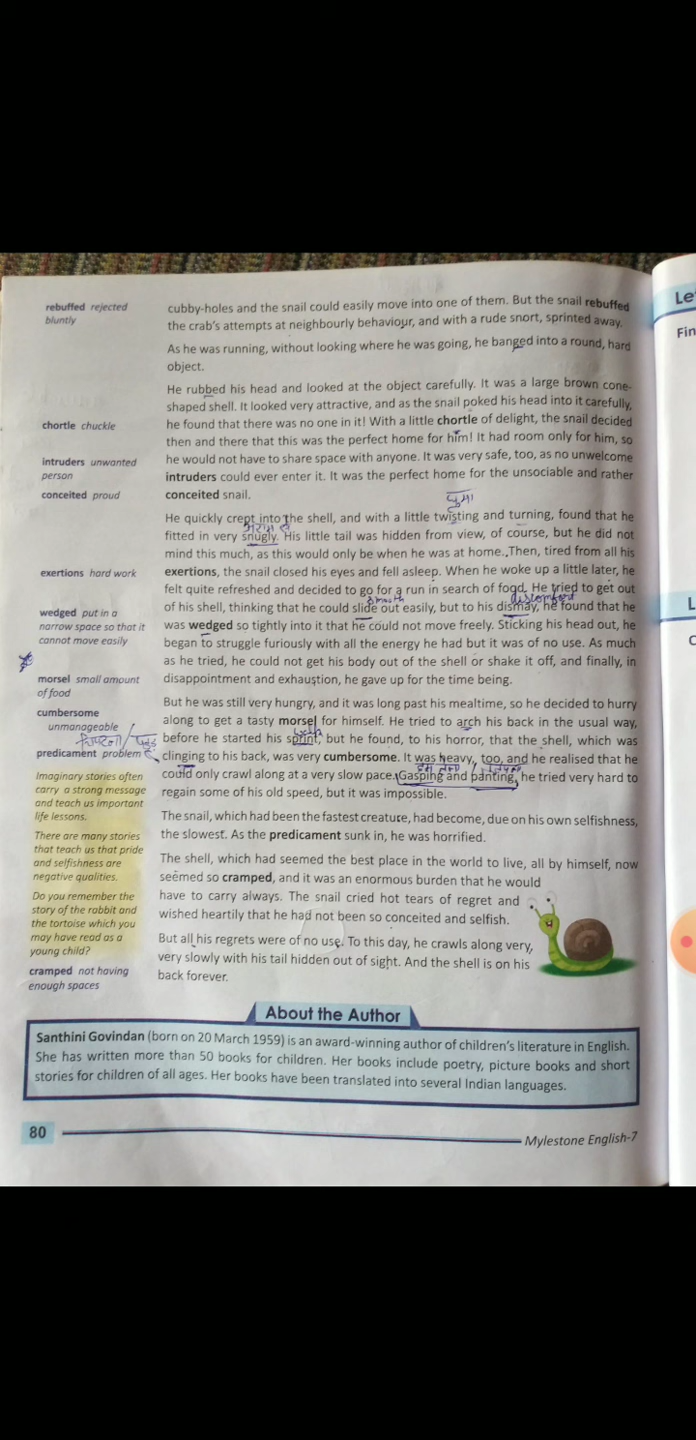 rebuffed rejected
bluntly
chortle chuckle
intruders unwanted
person
conceited proud
exertions hard work
wedged put in a
narrow space so that it
cannot move easily
morsel small amount
of food
cumbersome
unmanageable
predicament problem
Imaginary stories often
carry a strong message
and teach us important
life lessons.
There are many stories
that teach us that pride
and selfishness are
negative qualities.
Do you remember the
story of the rabbit and
the tortoise which you
may have read as a
young child?
cramped not having
enough spaces
cubby-holes and the snail could easily move into one of them. But the snail rebuffed
the crab's attempts at neighbourly behaviour, and with a rude snort, sprinted away.
As he was running, without looking where he was going, he banged into a round, hard
object.
He rubbed his head and looked at the object carefully. It was a large brown cone-
shaped shell. It looked very attractive, and as the snail poked his head into it carefully,
he found that there was no one in it! With a little chortle of delight, the snail decided
then and there that this was the perfect home for him! It had room only for him, so
he would not have to share space with anyone. It was very safe, too, as no unwelcome
intruders could ever enter it. It was the perfect home for the unsociable and rather
conceited snail.
घुमा
He quickly crept into the shell, and with a little twisting and turning, found that he
आराम से
fitted in very snugly. His little tail was hidden from view, of course, but he did not
mind this much, as this would only be when he was at home. Then, tired from all his
exertions, the snail closed his eyes and fell asleep. When he woke up a little later, he
felt quite refreshed and decided to go for a run in search of food. He tried to get out
of his shell, thinking that he could slide out easily, but to his dismay, he found that he
was wedged so tightly into it that he could not move freely. Sticking his head out, he
began to struggle furiously with all the energy he had but it was of no use. As much
as he tried, he could not get his body out of the shell or shake it off, and finally, in
disappointment and exhaustion, he gave up for the time being.
But he was still very hungry, and it was long past his mealtime, so he decided to hurry
along to get a tasty morsel for himself. He tried to arch his back in the usual way,
before he started his sprint, but he found, to his horror, that the shell, which was
clinging to his back, was very cumbersome. It was heavy, too, and he realised that he
could only crawl along at a very slow pace. Gasping and panting, he tried very hard to
regain some of his old speed, but it was impossible.
The snail, which had been the fastest creature, had become, due on his own selfishness,
the slowest. As the predicament sunk in, he was horrified.
The shell, which had seemed the best place in the world to live, all by himself, now
seemed so cramped, and it was an enormous burden that he would
have to carry always. The snail cried hot tears of regret and
wished heartily that he had not been so conceited and selfish.
But all his regrets were of no use. To this day, he crawls along very,
very slowly with his tail hidden out of sight. And the shell is on his
back forever.
About the Author
Santhini Govindan (born on 20 March 1959) is an award-winning author of children's literature in English.
She has written more than 50 books for children. Her books include poetry, picture books and short
stories for children of all ages. Her books have been translated into several Indian languages.
80
Mylestone English-7
Le
Fin
L